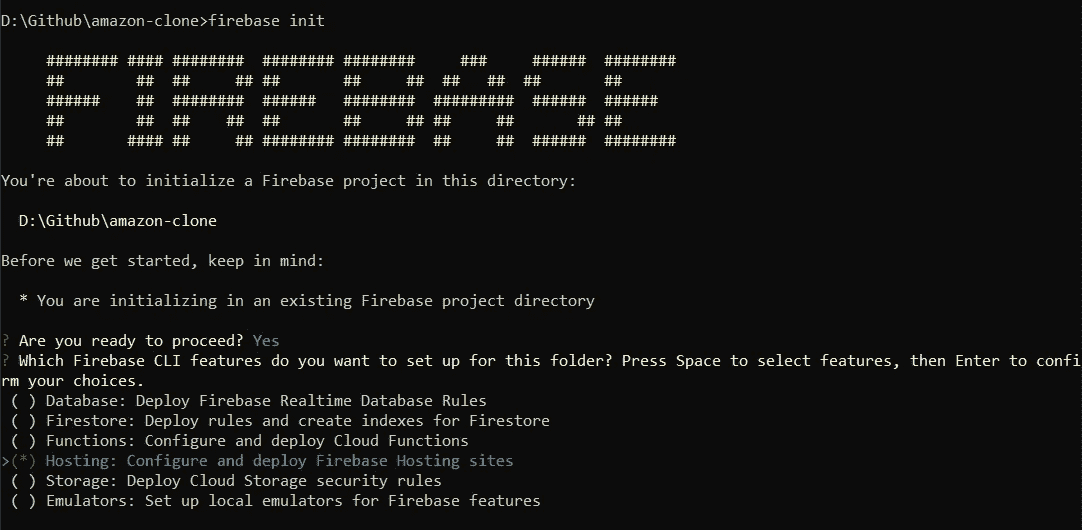 D:\Github\amazon-clone>firebase init
FIREBASE
You're about to initialize a Firebase project in this directory:
D:\Github\amazon-clone
Before we get started, keep in mind:
* You are initializing in an existing Firebase project directory
? Are you ready to proceed? Yes
? Which Firebase CLI features do you want to set up for this folder? Press Space to select features, then Enter to confi
rm your choices.
( ) Database: Deploy Firebase Realtime Database Rules
( ) Firestore: Deploy rules and create indexes for Firestore
( ) Functions: Configure and deploy Cloud Functions
>(*) Hosting: Configure and deploy Firebase Hosting sites
( ) Storage: Deploy Cloud Storage security rules
( ) Emulators: Set up local emulators for Firebase features